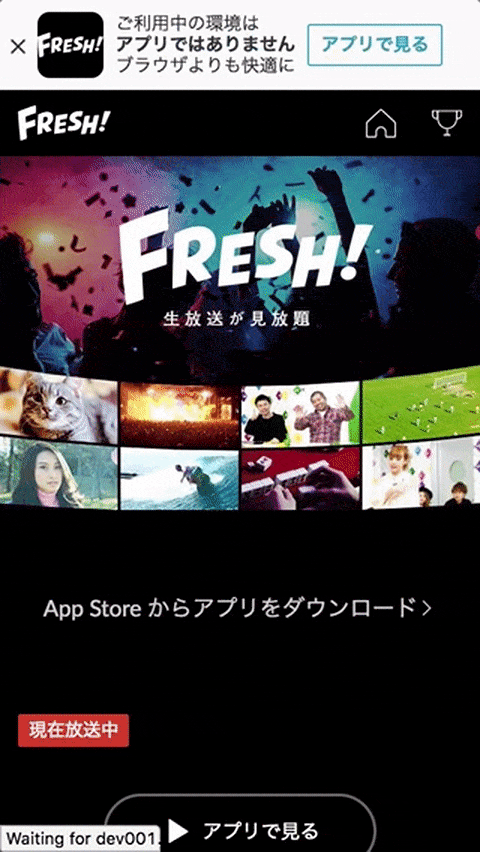 ご利用中の環境は
アプリではありません
ブラウザよりも快適に
FRESH!
アプリで見る
FRESH!
FRESH!
生放送が見放題
App Store からアプリをダウンロード
現在放送中
アプリで見る
Waiting for dev001.